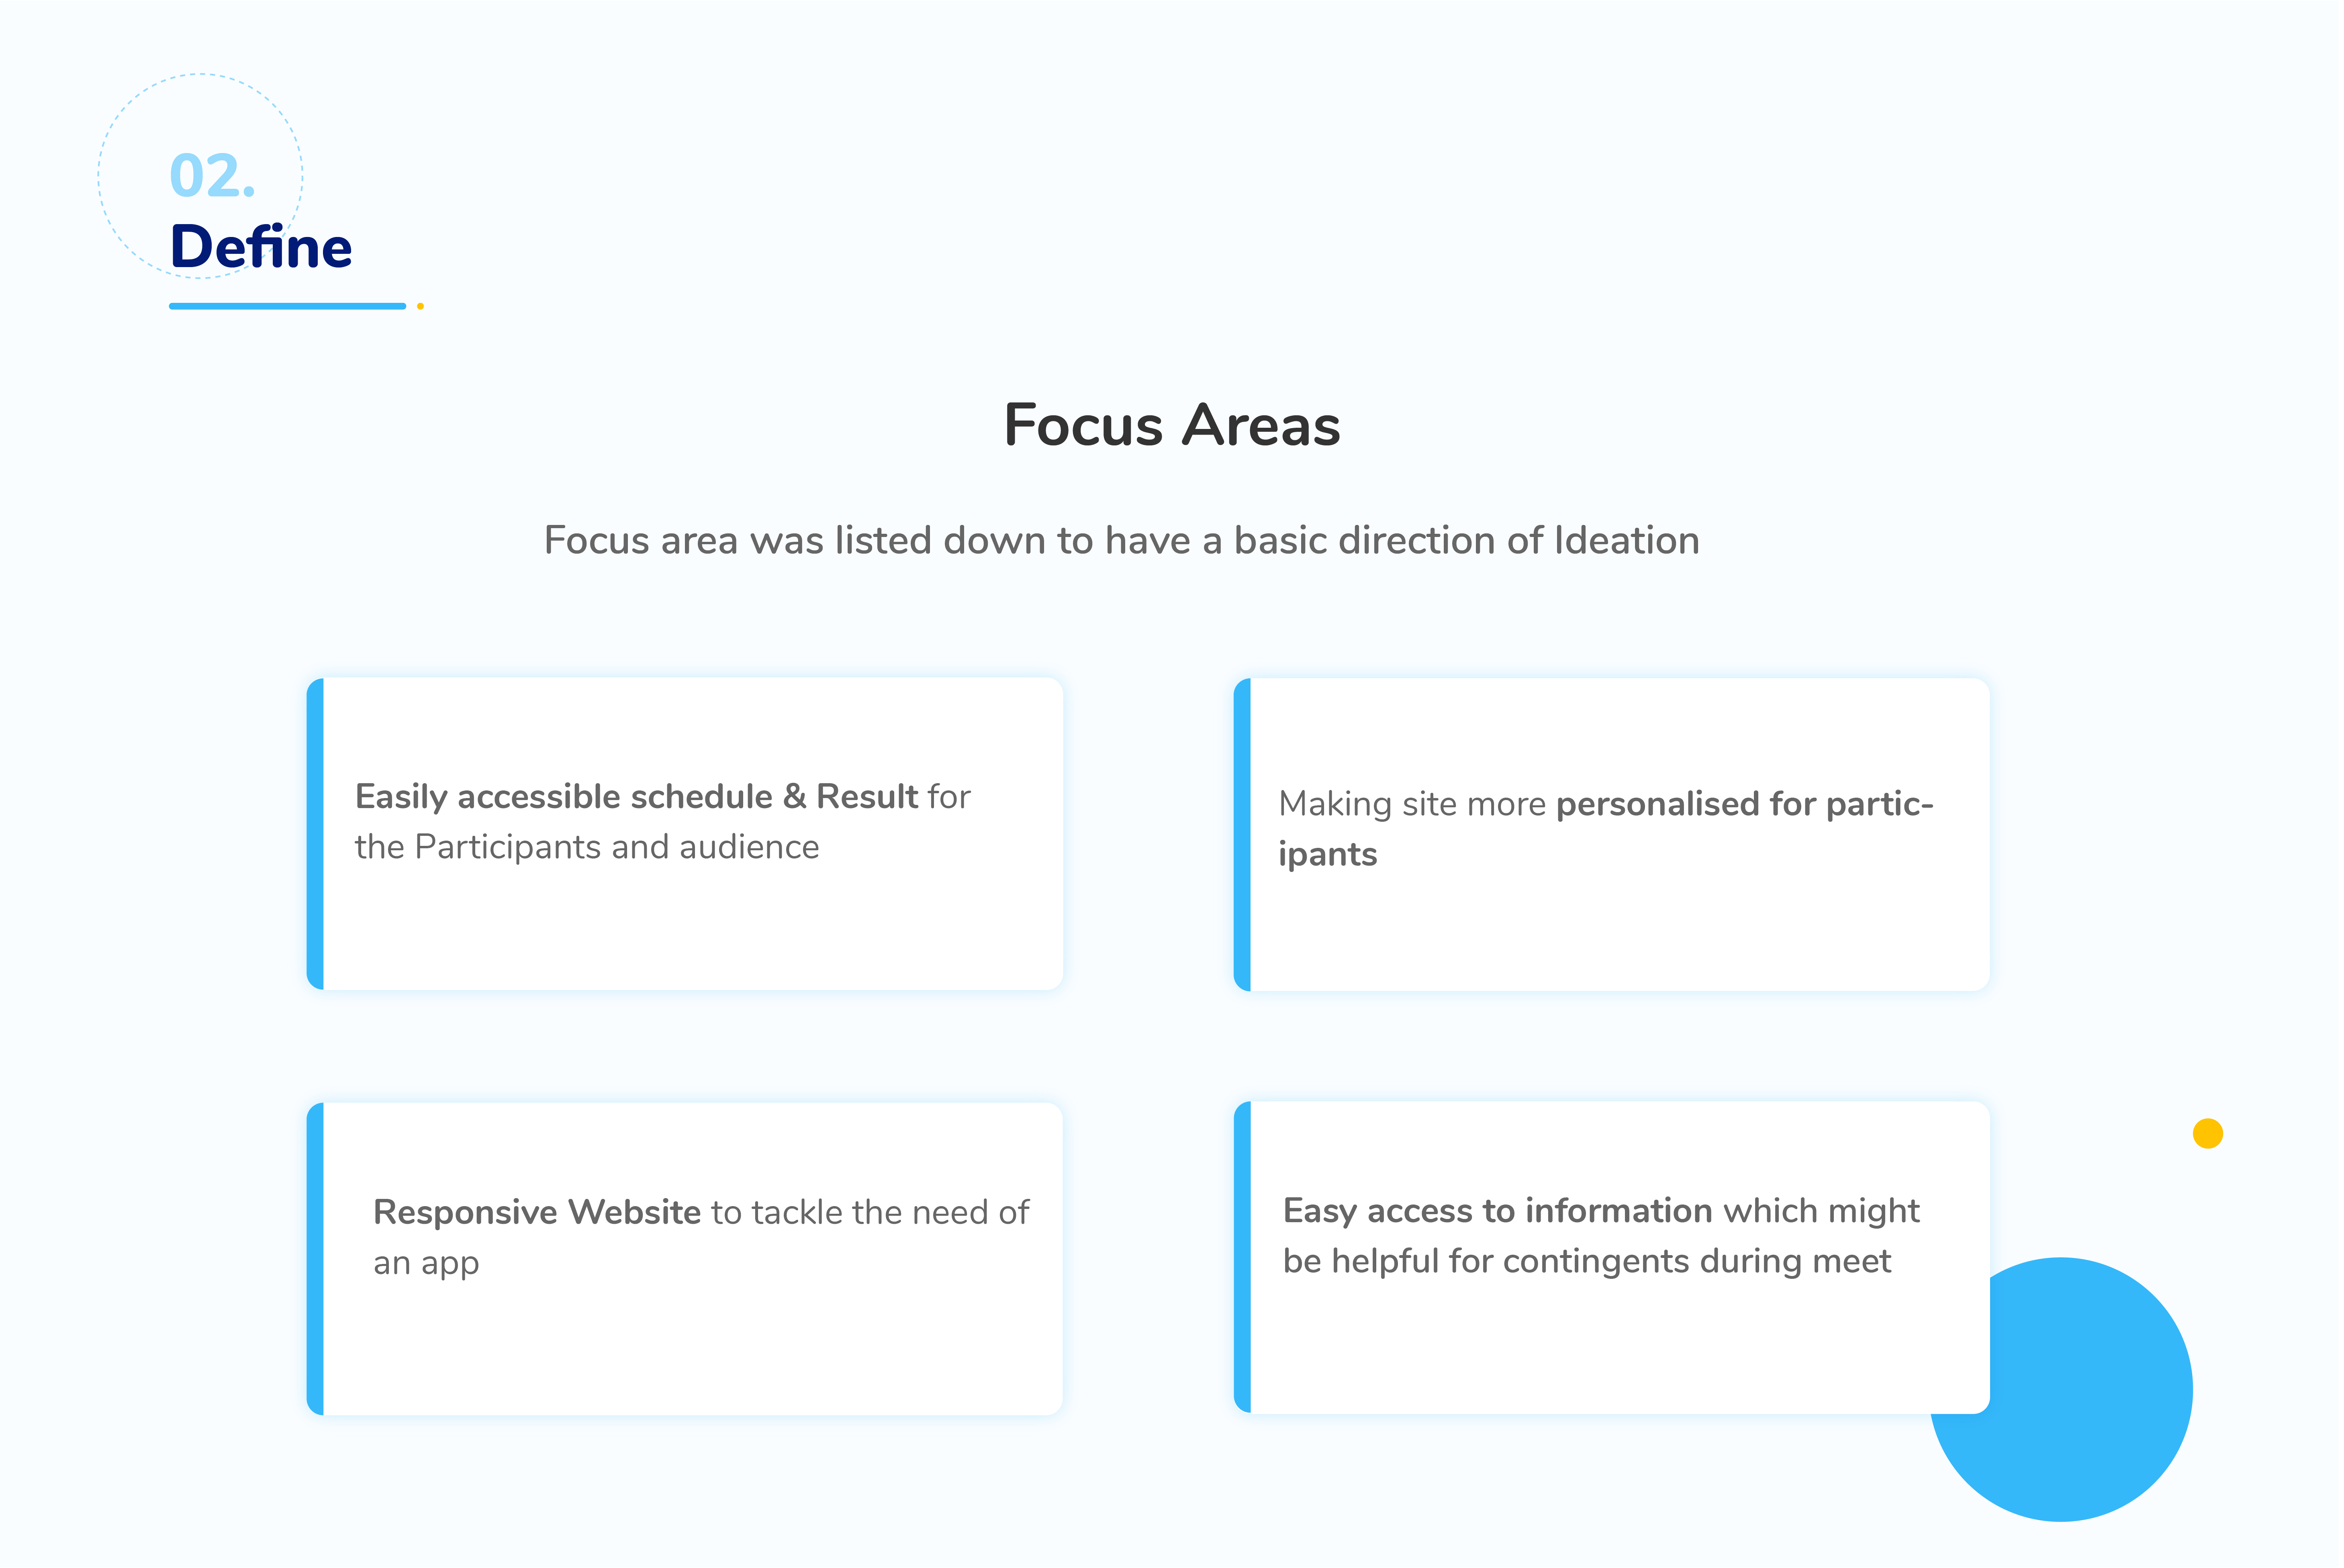 02.
Define
Focus Areas
Focus area was listed down to have a basic direction of Ideation
Easily accessible schedule & Result for
the Participants and audience
Making site more personalised for partic-
ipants
Responsive Website to tackle the need of
an app
Easy access to information which might
be helpful for contingents during meet